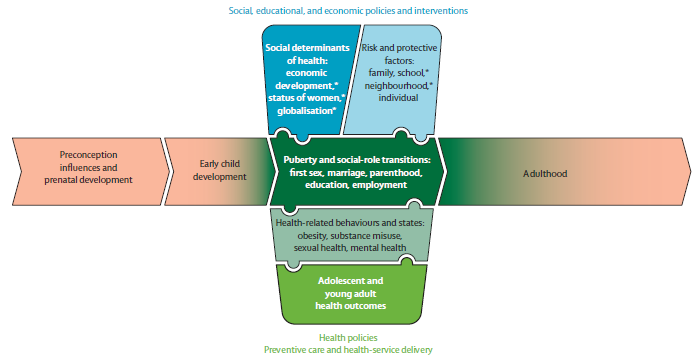 Social, educational, and economic policies and interventions
Social determinants
of health:
economic
development,*
status of women,*
globalisation*
Risk and protective
factors:
family, school,*
neighbourhood,*
individual
Preconception
influences and
prenatal development
Early child
development
Puberty and social-role transitions:
first sex, marriage, parenthood,
education, employment
Adulthood
Health-related behaviours and states:
obesity, substance misuse,
sexual health, mental health
Adolescent and
young adult
health outcomes
Health policies
Preventive care and health-service delivery